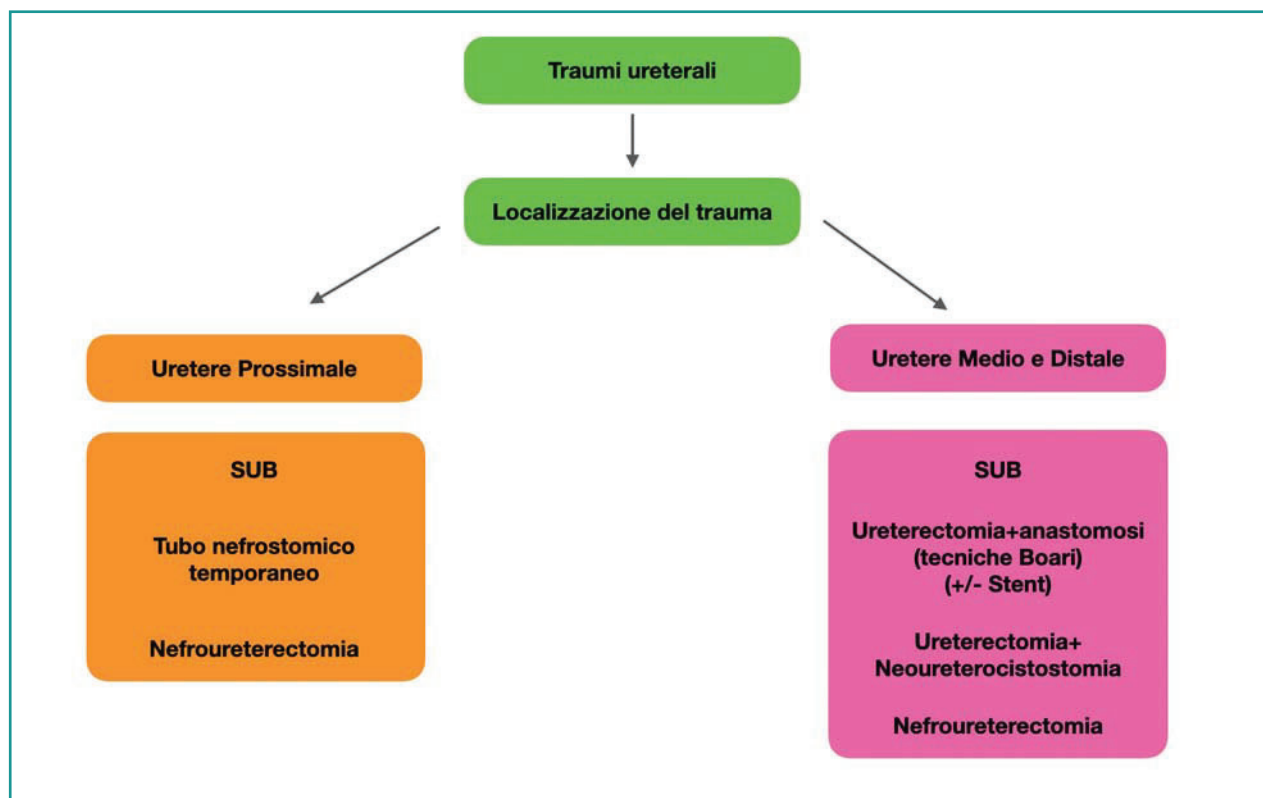 Traumi ureterali
Localizzazione del trauma
Uretere Prossimale
SUB
Tubo nefrostomico
temporaneo
Nefroureterectomia
Uretere Medio e Distale
SUB
Ureterectomia+anastomosi
(tecniche Boari)
(+/- Stent)
Ureterectomia+
Neoureterocistostomia
Nefroureterectomia